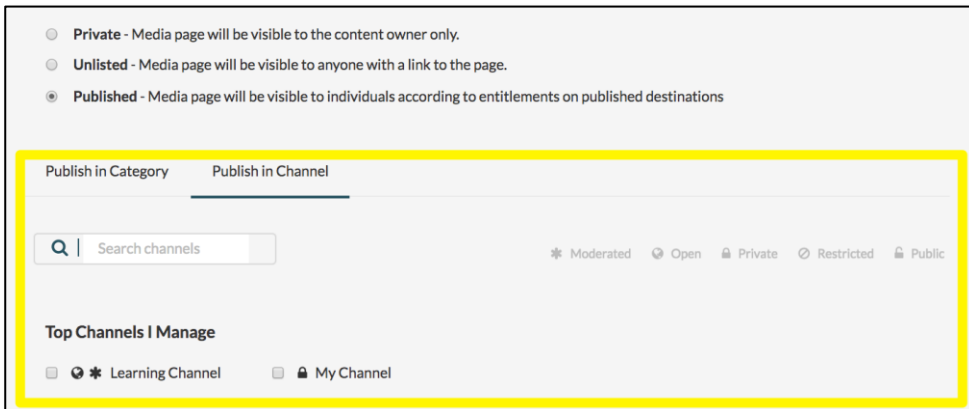 Private - Media page will be visible to the content owner only.
Unlisted - Media page will be visible to anyone with a link to the page.
Published - Media page will be visible to individuals according to entitlements on published destinations
Publish in Category Publish in Channel
Search channels
Moderated Open Private Restricted Public
Top Channels I Manage
Learning Channel My Channel